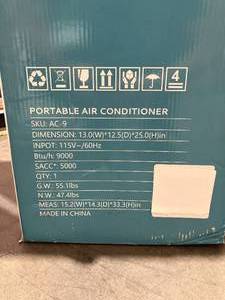 4
PORTABLE AIR CONDITIONER
SKU: AC-9
DIMENSION: 13.0(W)*12.5(D)*25.0(H)in
INPOT: 115V~/60Hz
Btu/h: 9000
SACC*: 5000
QTY: 1
G.W.: 55.1lbs
N.W.: 47.4lbs
MEAS: 15.2(W)*14.3(D)*33.3(H)in
MADE IN CHINA